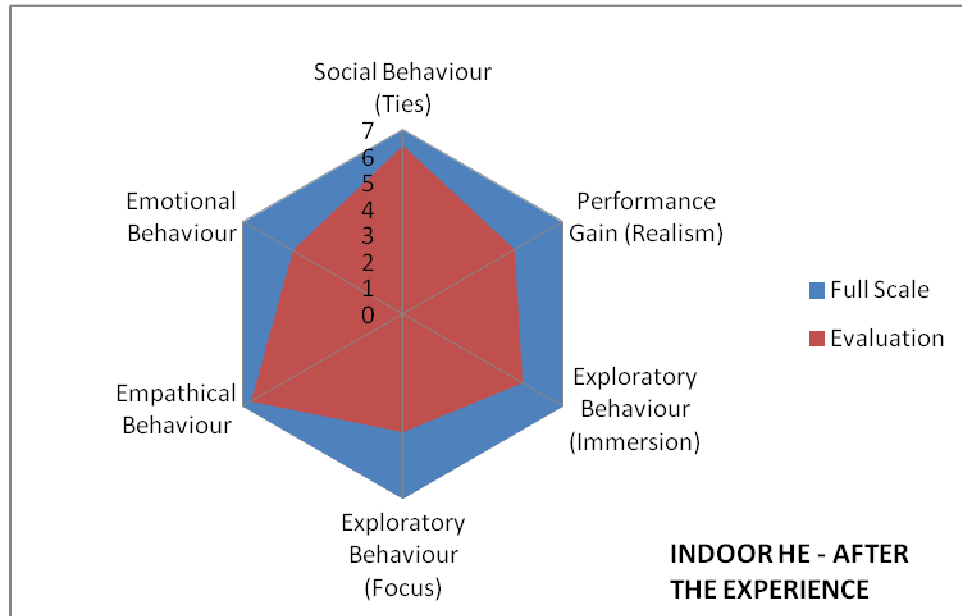 Social Behaviour
(Ties)
7
6
5
4
3
2
1
0
Emotional
Behaviour
Performance
Gain (Realism)
Full Scale
Evaluation
Empathical
Behaviour
Exploratory
Behaviour
(Immersion)
Exploratory
Behaviour
(Focus)
INDOOR HE - AFTER
THE EXPERIENCE